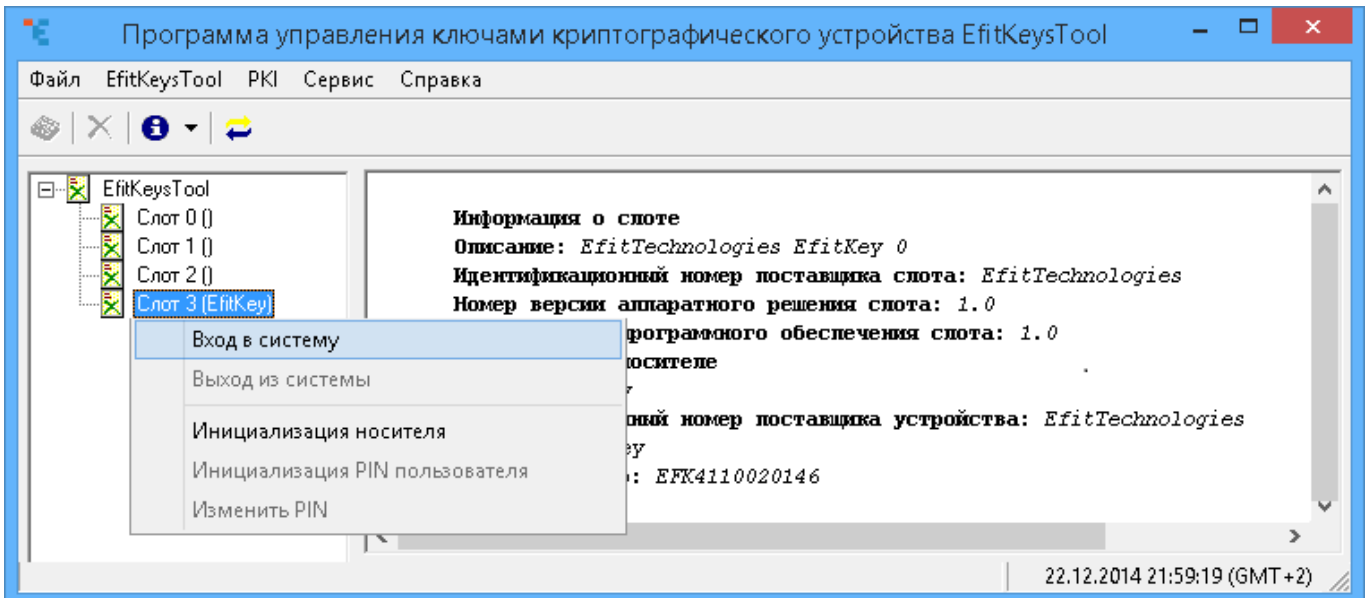 Программа управления ключами криптографического устройства EfitKeysTool
Файл EfitKeysTool PKI Сервис Справка
EfitKeysTool
Слот 0 ()
Слот 1 ()
Слот 2 ()
Слот 3 (EfitKey)
Вход в систему
Выход из системы
Инициализация носителя
Инициализация PIN пользователя
Изменить PIN
Информация о слоте
Описание: EfitTechnologies EfitKey 0
Идентификационный номер поставщика слота: EfitTechnologies
Номер версии аппаратного решения слота: 1.0
программного обеспечения слота: 1.0
носителе
номер поставщика устройства: EfitTechnologies
: EFK4110020146
22.12.2014 21:59:19 (GMT+2)